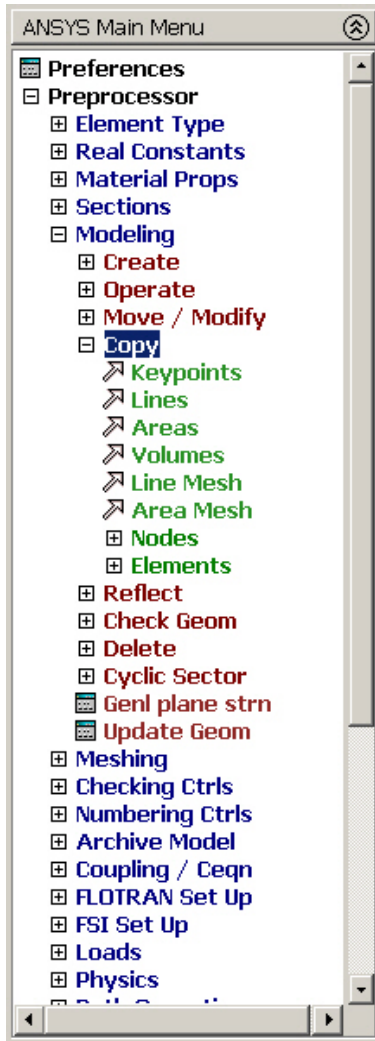 ANSYS Main Menu
Preferences
Preprocessor
Element Type
Real Constants
Material Props
Sections
Modeling
Create
Operate
Move / Modify
Copy
Keypoints
Lines
Areas
Volumes
Line Mesh
Area Mesh
Nodes
Elements
Reflect
Check Geom
Delete
Cyclic Sector
Genl plane strn
Update Geom
Meshing
Checking Ctrls
Numbering Ctrls
Archive Model
Coupling / Ceqn
FLOTRAN Set Up
FSI Set Up
Loads
Physics